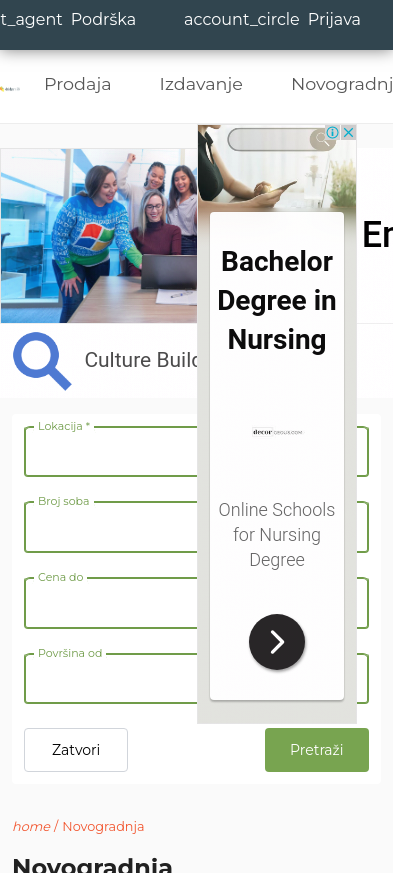 t_agent Podrška account_circle Prijava
Prodaja Izdavanje Novogradnj
Er
Culture Build
Bachelor
Degree in
Nursing
decor
Online Schools
for Nursing
Degree
Lokacija *
Broj soba
Cena do
Površina od
Zatvori Pretraži
home / Novogradnja
Novogradnja